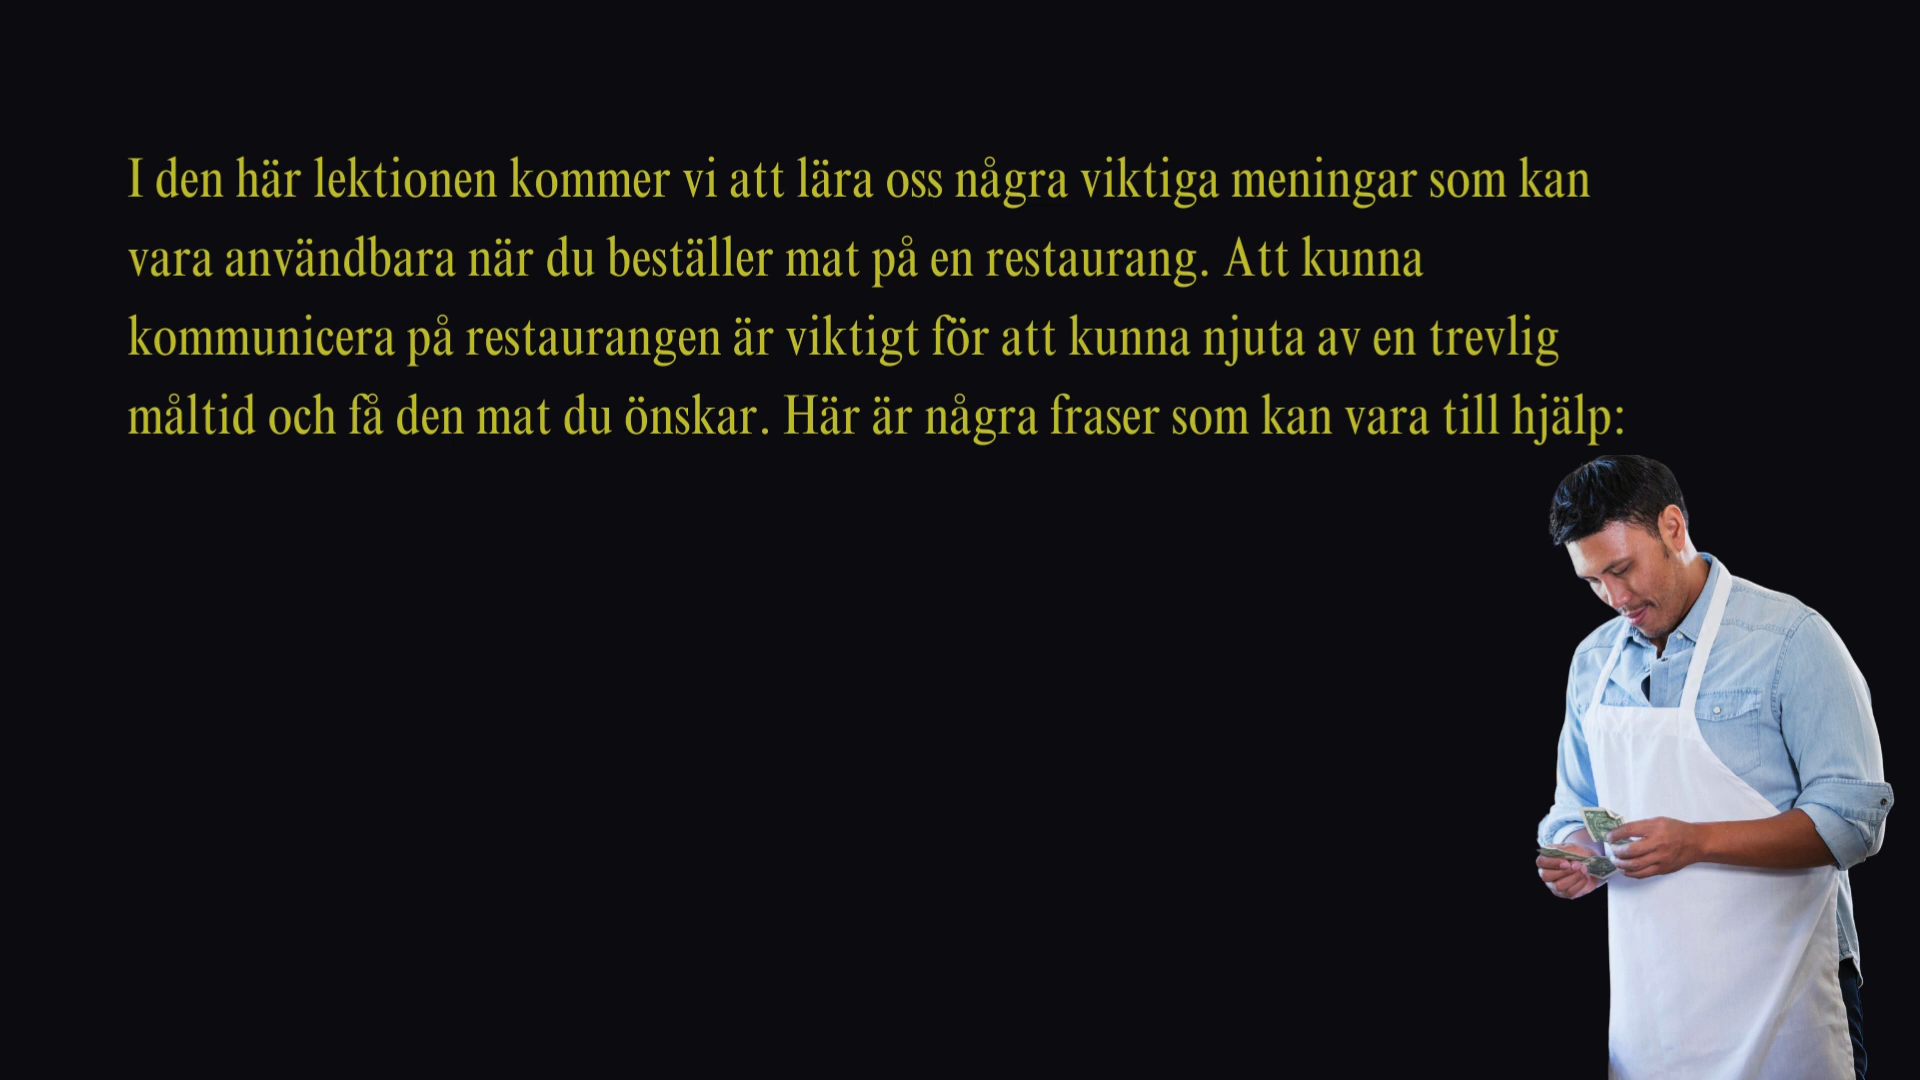 I den här lektionen kommer vi att lära oss några viktiga meningar som kan
vara användbara när du beställer mat på en restaurang. Att kunna
kommunicera på restaurangen är viktigt för att kunna njuta av en trevlig
måltid och få den mat du önskar. Här är några fraser som kan vara till hjälp: